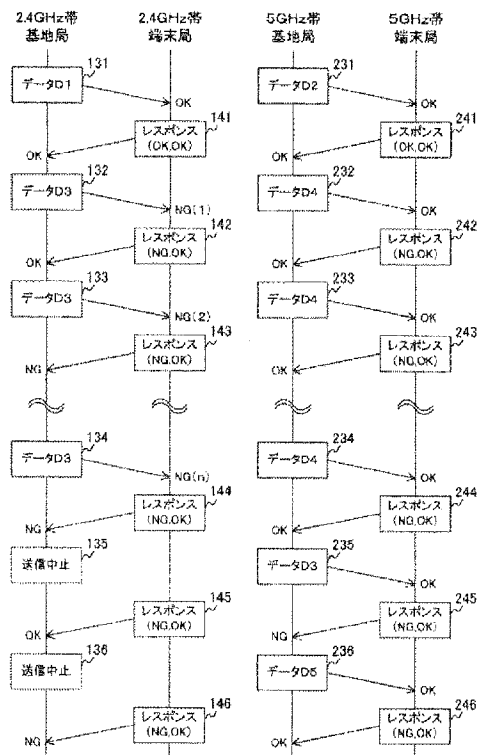 2.4GHz帯 2.4GHz帯 5GHz帯 5GHz帯
基地局 端末局 基地局 端末局
131 231
データD1 データD2
OK OK
141 241
レスポンス レスポンス
(OK,OK) (OK,OK)
OK OK
132 232
データD3 データD4
NG(1) OK
142 242
レスポンス レスポンス
(NG,OK) (NG,OK)
OK OK
133 233
データD3 データD4
NG(2) OK
143 243
レスポンス レスポンス
(NG,OK) (NG,OK)
NG OK
134 234
データD3 データD4
NG(n) OK
144 244
レスポンス レスポンス
(NG,OK) (NG,OK)
NG OK
135 235
送信中止 データD3
OK
145 245
レスポンス レスポンス
(NG,OK) (NG,OK)
OK NG
136 236
送信中止 データD5
OK
146 246
レスポンス レスポンス
(NG,OK) (NG,OK)
NG OK